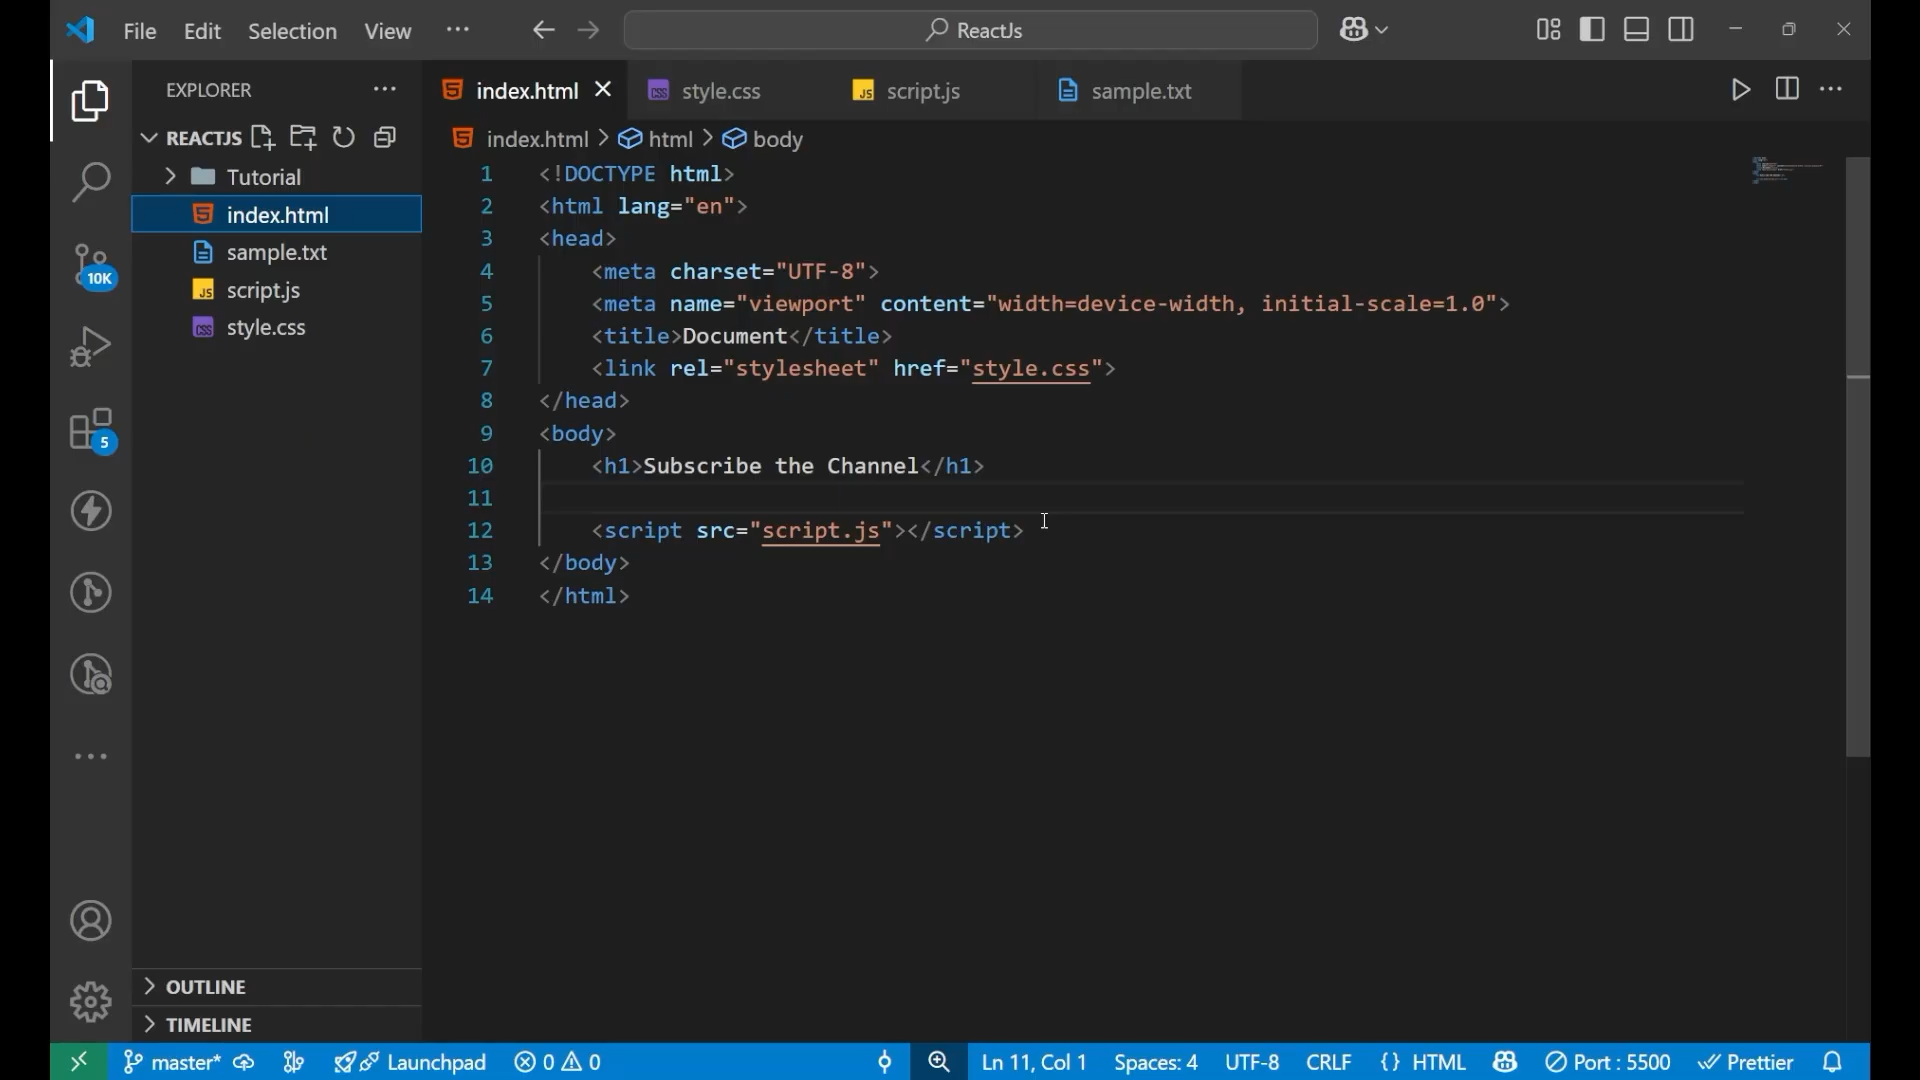 File Edit Selection View ··· ReactJs
EXPLORER ···
REACTJS
Tutorial
index.html
sample.txt
script.js
style.css
10K
5
OUTLINE
TIMELINE
index.html style.css script.js sample.txt
index.html > html > body
1 <!DOCTYPE html>
2 <html lang="en">
3 <head>
4 <meta charset="UTF-8">
5 <meta name="viewport" content="width=device-width, initial-scale=1.0">
6 <title>Document</title>
7 <link rel="stylesheet" href="style.css">
8 </head>
9 <body>
10 <h1>Subscribe the Channel</h1>
11
12 <script src="script.js"></script>
13 </body>
14 </html>
master* Launchpad 0 0 Ln 11, Col 1 Spaces: 4 UTF-8 CRLF {} HTML Port : 5500 Prettier